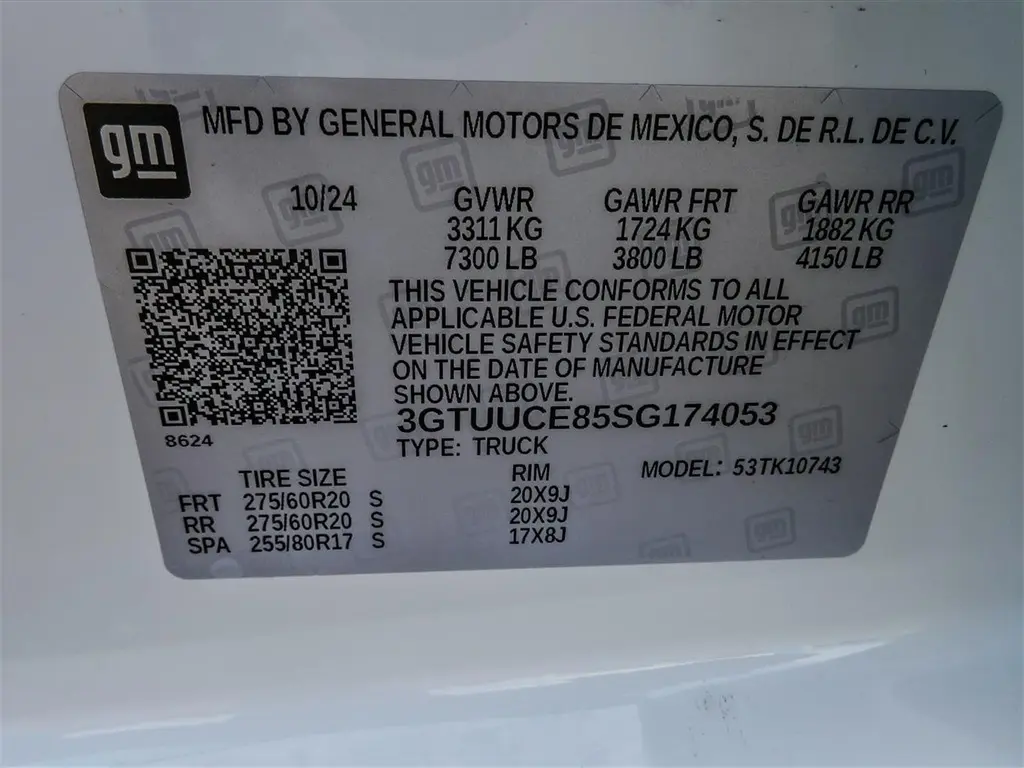 gm MFD BY GENERAL MOTORS DE MEXICO, S. DE R.L. DE C.V.
10/24 GVWR GAWR FRT GAWR RR
3311 KG 1724 KG 1882 KG
7300 LB 3800 LB 4150 LB
THIS VEHICLE CONFORMS TO ALL
APPLICABLE U.S. FEDERAL MOTOR
VEHICLE SAFETY STANDARDS IN EFFECT
ON THE DATE OF MANUFACTURE
SHOWN ABOVE.
3GTUUCE85SG174053
8624
TYPE: TRUCK
TIRE SIZE RIM MODEL: 53TK10743
FRT 275/60R20 S 20X9J
RR 275/60R20 S 20X9J
SPA 255/80R17 S 17X8J